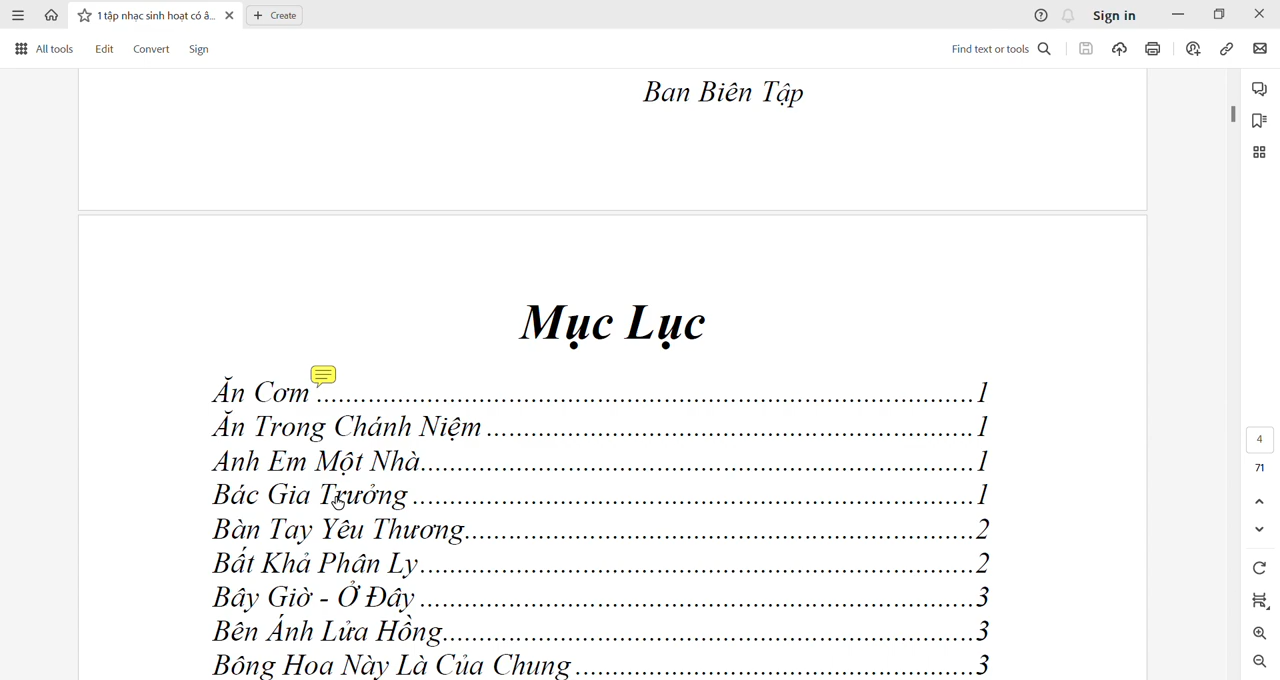 1 tập nhạc sinh hoạt có â...
Create
Sign in
All tools Edit Convert Sign
Find text or tools
Ban Biên Tập
Mục Lục
Ăn Cơm ........................................ 1
Ăn Trong Chánh Niệm ........................................ 1
Anh Em Một Nhà ........................................ 1
Bác Gia Trưởng ........................................ 1
Bàn Tay Yêu Thương ........................................ 2
Bất Khả Phân Ly ........................................ 2
Bây Giờ - Ở Đây ........................................ 3
Bên Ánh Lửa Hồng ........................................ 3
Bông Hoa Này Là Của Chung ........................................ 3
4
71